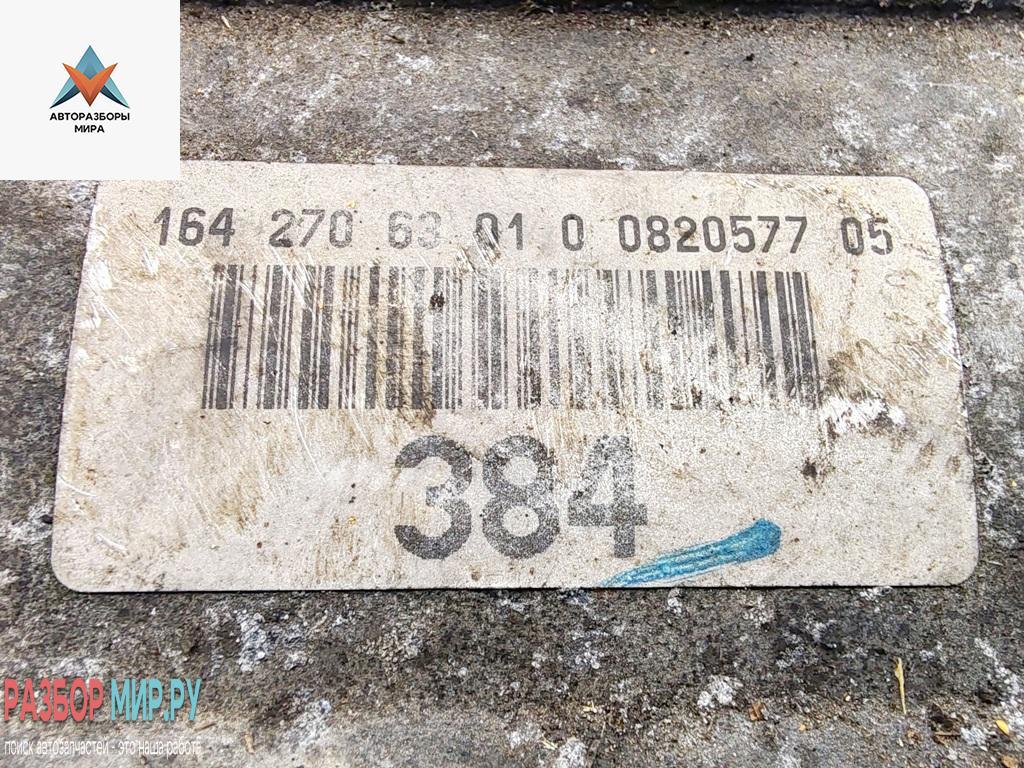 АВТОРАЗБОРЫ
МИРА
164 270 63 01 0 0820577 05
384
РАЗБОР МИР.РУ
поиск автозапчастей - это наша работа